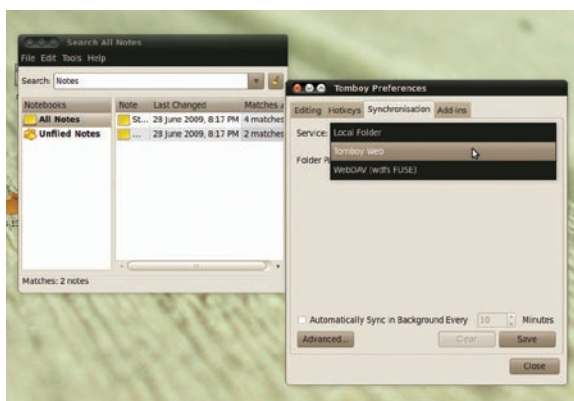 Search All Notes
File Edit Tools Help
Search: Notes
Notebooks
All Notes
Unfiled Notes
Note Last Changed Matches
St... 28 June 2009, 8:17 PM 4 matches
... 28 June 2009, 8:17 PM 2 matches
Matches: 2 notes
Tomboy Preferences
Editing Hotkeys Synchronisation Add-ins
Service: Local Folder
Tomboy Web
Folder
WebDAV (wdfs FUSE)
Automatically Sync in Background Every 10 Minutes
Advanced... Clear Save
Close